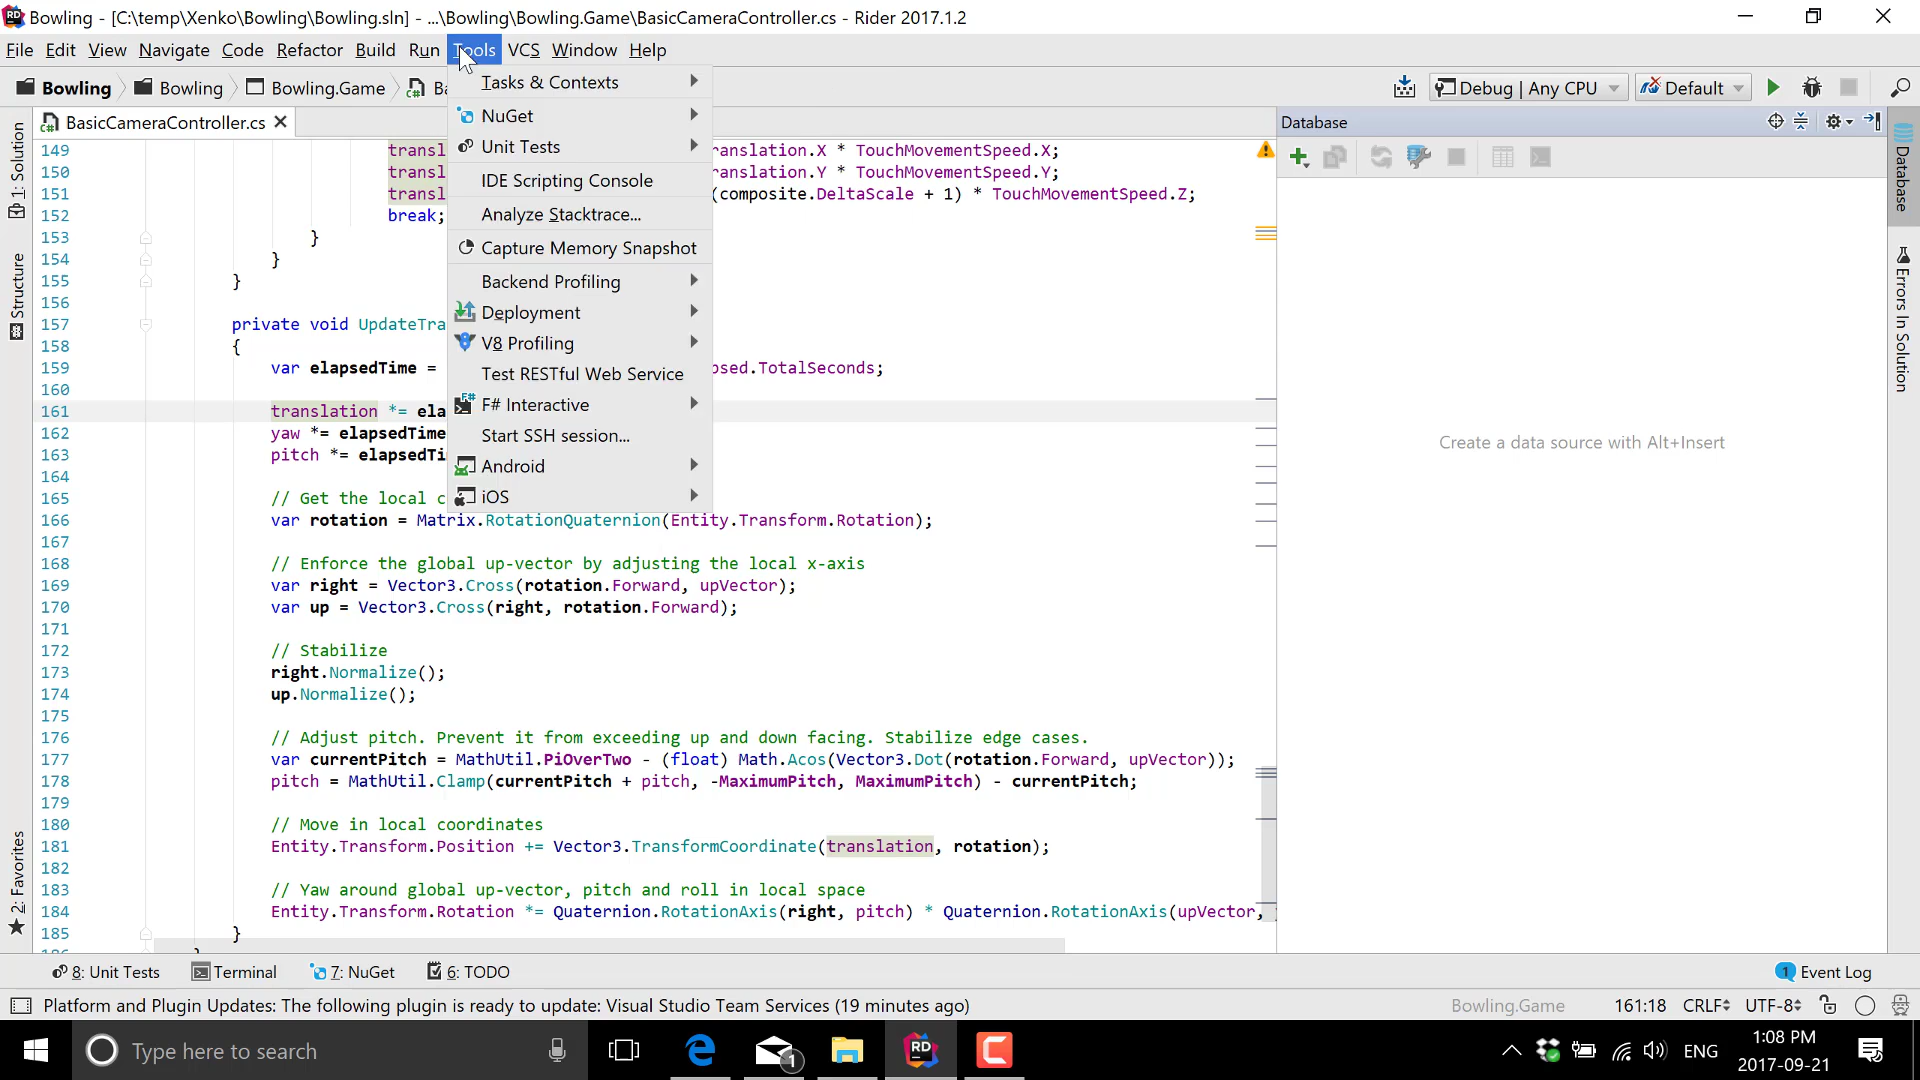 Bowling - [C:\temp\Xenko\Bowling\Bowling.sln] - ...\Bowling\Bowling.Game\BasicCameraController.cs - Rider 2017.1.2
File Edit View Navigate Code Refactor Build Run Tools VCS Window Help
Bowling Bowling Bowling.Game Ba Debug | Any CPU Default
BasicCameraController.cs
Database
1: Solution
Structure
2: Favorites
Tasks & Contexts
NuGet
Unit Tests
IDE Scripting Console
Analyze Stacktrace...
Capture Memory Snapshot
Backend Profiling
Deployment
V8 Profiling
Test RESTful Web Service
F# Interactive
Start SSH session...
Android
iOS
149 transl anslation.X * TouchMovementSpeed.X;
150 transl anslation.Y * TouchMovementSpeed.Y;
151 transl (composite.DeltaScale + 1) * TouchMovementSpeed.Z;
152 break;
153 }
154 }
155 }
156
157 private void UpdateTra
158 {
159 var elapsedTime = psed.TotalSeconds;
160
161 translation *= ela
162 yaw *= elapsedTime
163 pitch *= elapsedTi
164
165 // Get the local c
166 var rotation = Matrix.RotationQuaternion(Entity.Transform.Rotation);
167
168 // Enforce the global up-vector by adjusting the local x-axis
169 var right = Vector3.Cross(rotation.Forward, upVector);
170 var up = Vector3.Cross(right, rotation.Forward);
171
172 // Stabilize
173 right.Normalize();
174 up.Normalize();
175
176 // Adjust pitch. Prevent it from exceeding up and down facing. Stabilize edge cases.
177 var currentPitch = MathUtil.PiOverTwo - (float) Math.Acos(Vector3.Dot(rotation.Forward, upVector));
178 pitch = MathUtil.Clamp(currentPitch + pitch, -MaximumPitch, MaximumPitch) - currentPitch;
179
180 // Move in local coordinates
181 Entity.Transform.Position += Vector3.TransformCoordinate(translation, rotation);
182
183 // Yaw around global up-vector, pitch and roll in local space
184 Entity.Transform.Rotation *= Quaternion.RotationAxis(right, pitch) * Quaternion.RotationAxis(upVector,
185 }
Create a data source with Alt+Insert
Database
Errors In Solution
8: Unit Tests Terminal 7: NuGet 6: TODO 1 Event Log
Platform and Plugin Updates: The following plugin is ready to update: Visual Studio Team Services (19 minutes ago) Bowling.Game 161:18 CRLF UTF-8
Type here to search 1 RD ENG 1:08 PM
2017-09-21